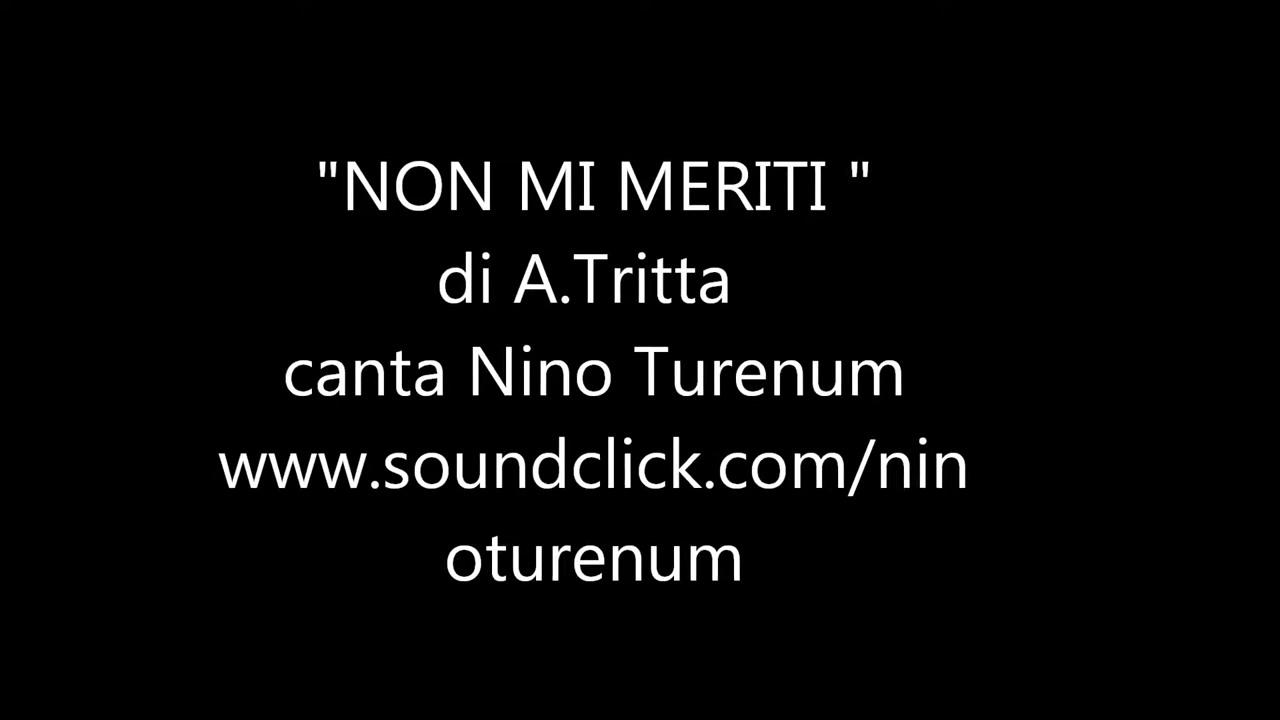 "NON MI MERITI "
di A.Tritta
canta Nino Turenum
www.soundclick.com/nin
oturenum